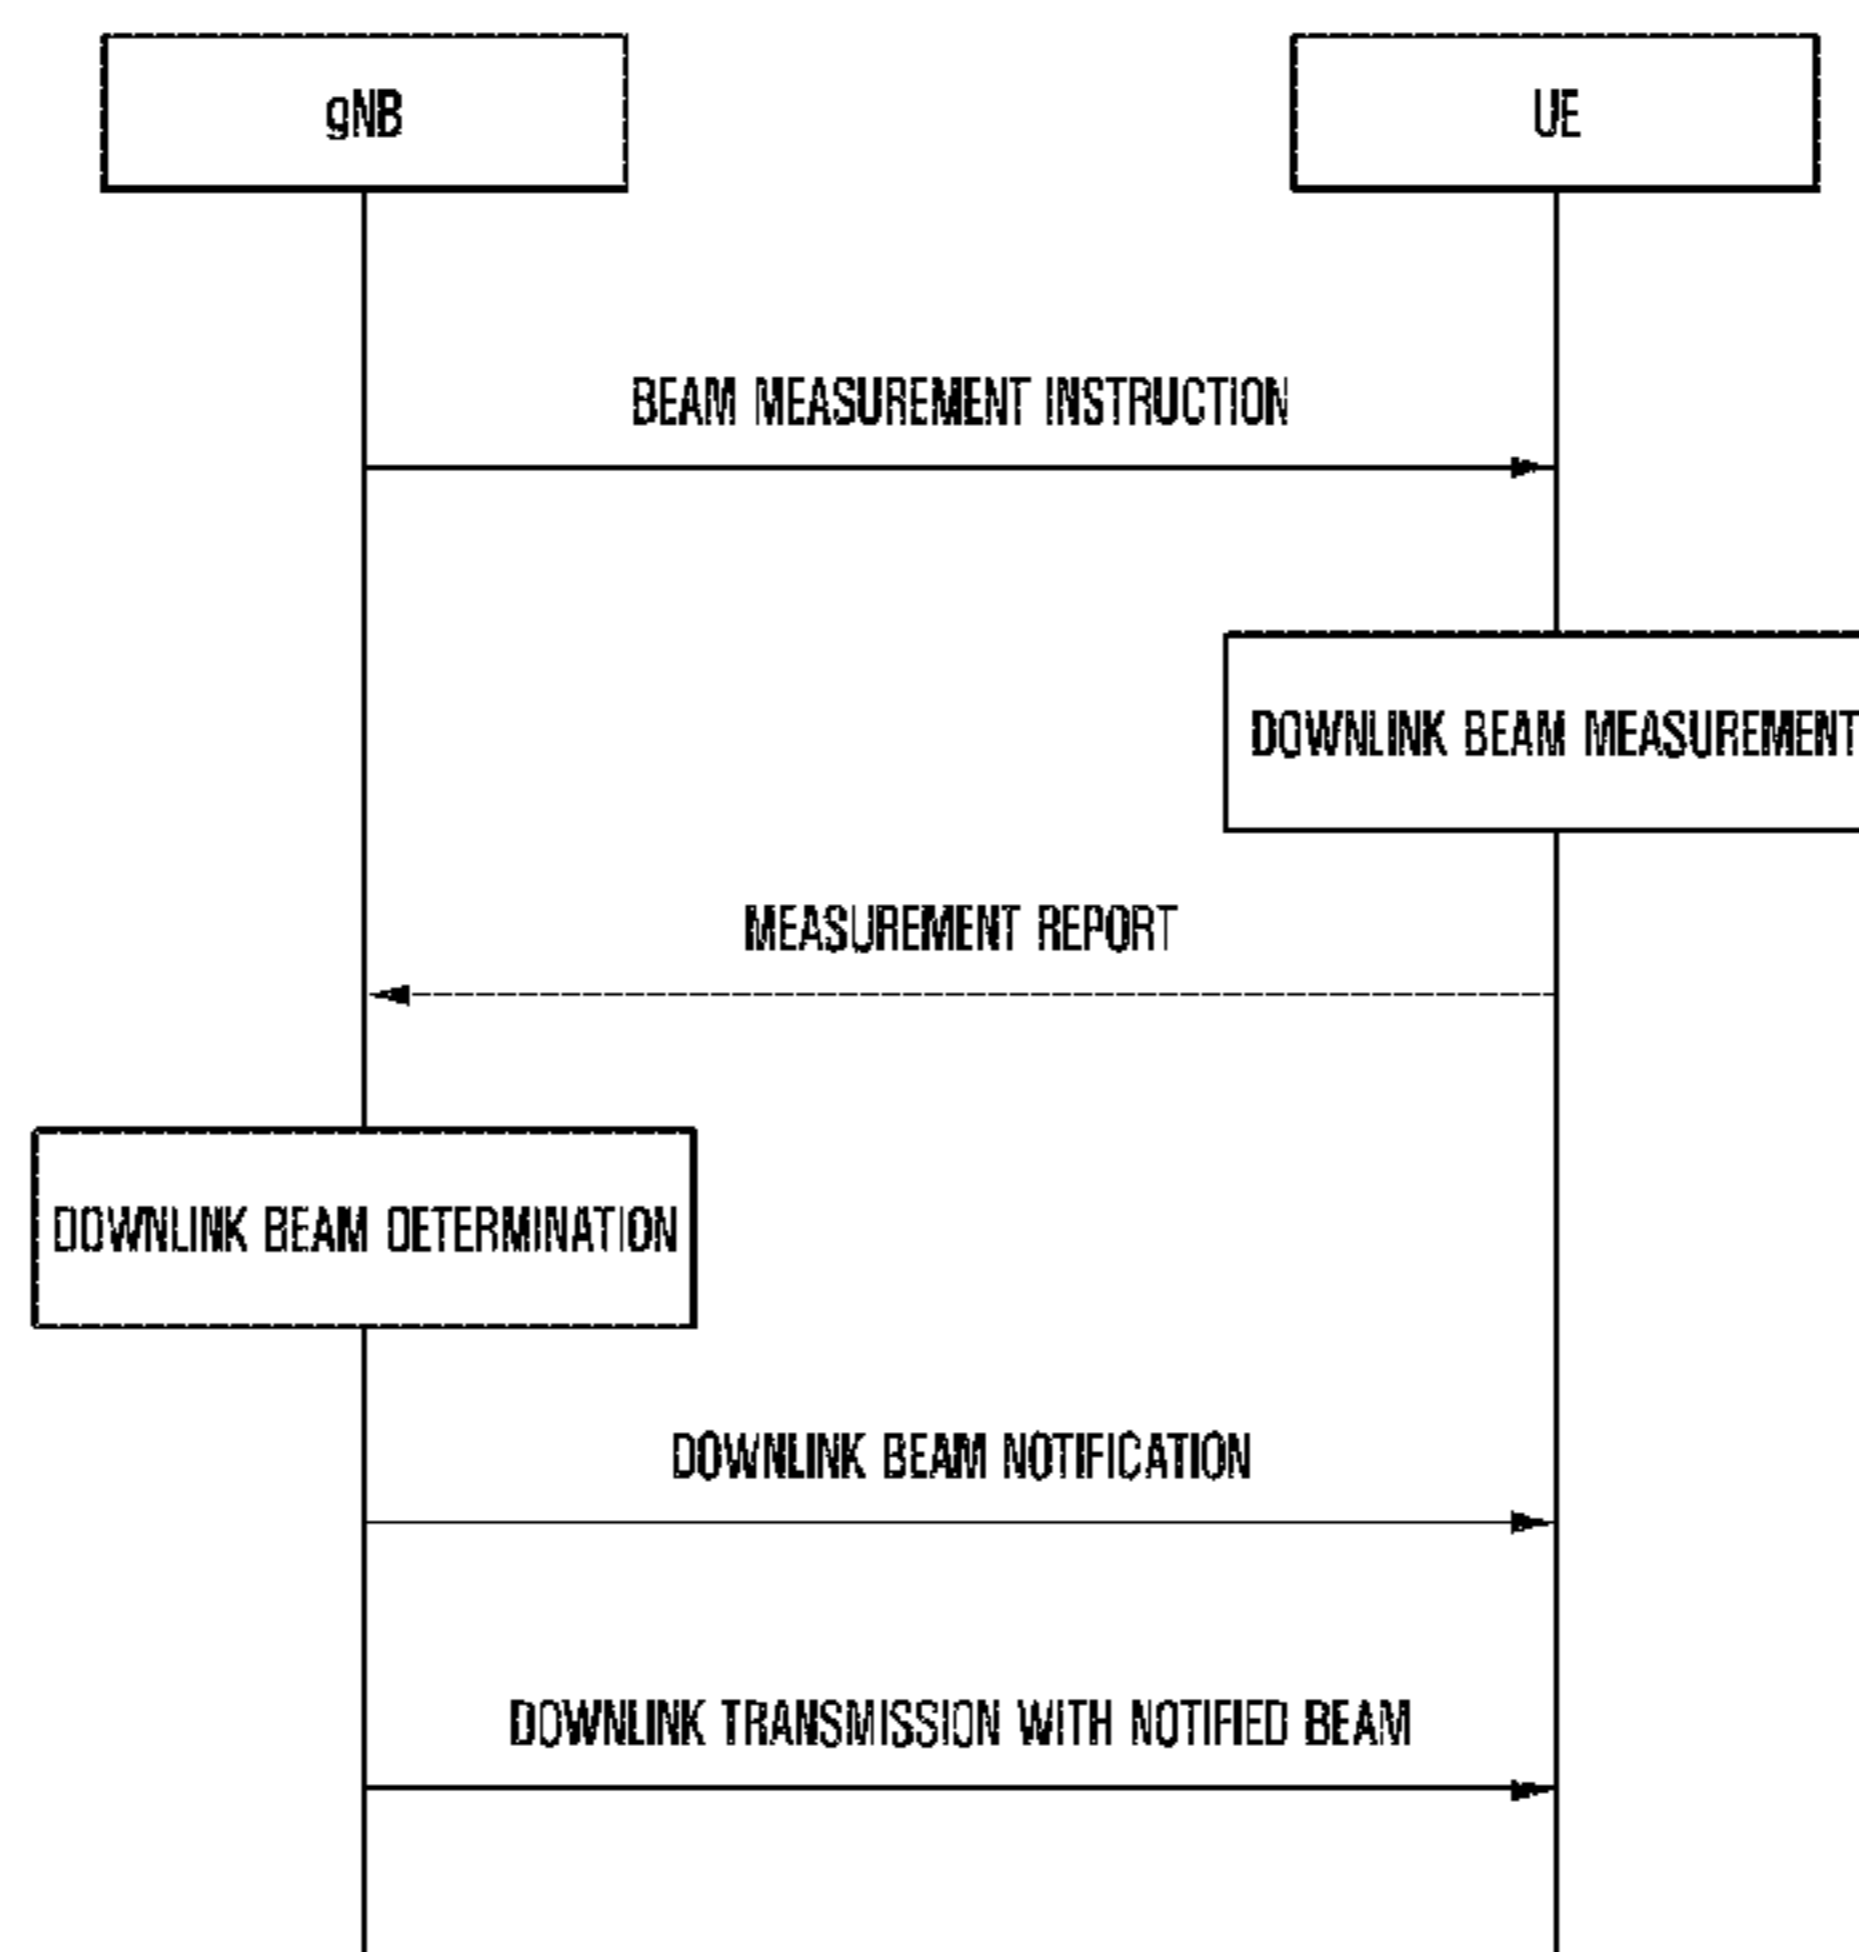 gNB
UE
BEAM MEASUREMENT INSTRUCTION
DOWNLINK BEAM MEASUREMENT
MEASUREMENT REPORT
DOWNLINK BEAM DETERMINATION
DOWNLINK BEAM NOTIFICATION
DOWNLINK TRANSMISSION WITH NOTIFIED BEAM